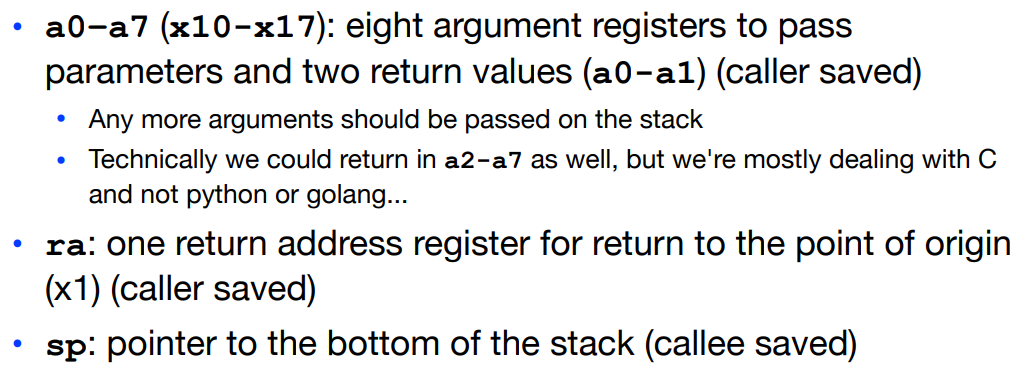 • a0–a7 (x10-x17): eight argument registers to pass
parameters and two return values (a0-a1) (caller saved)
• Any more arguments should be passed on the stack
• Technically we could return in a2-a7 as well, but we're mostly dealing with C
and not python or golang...
• ra: one return address register for return to the point of origin
(x1) (caller saved)
• sp: pointer to the bottom of the stack (callee saved)